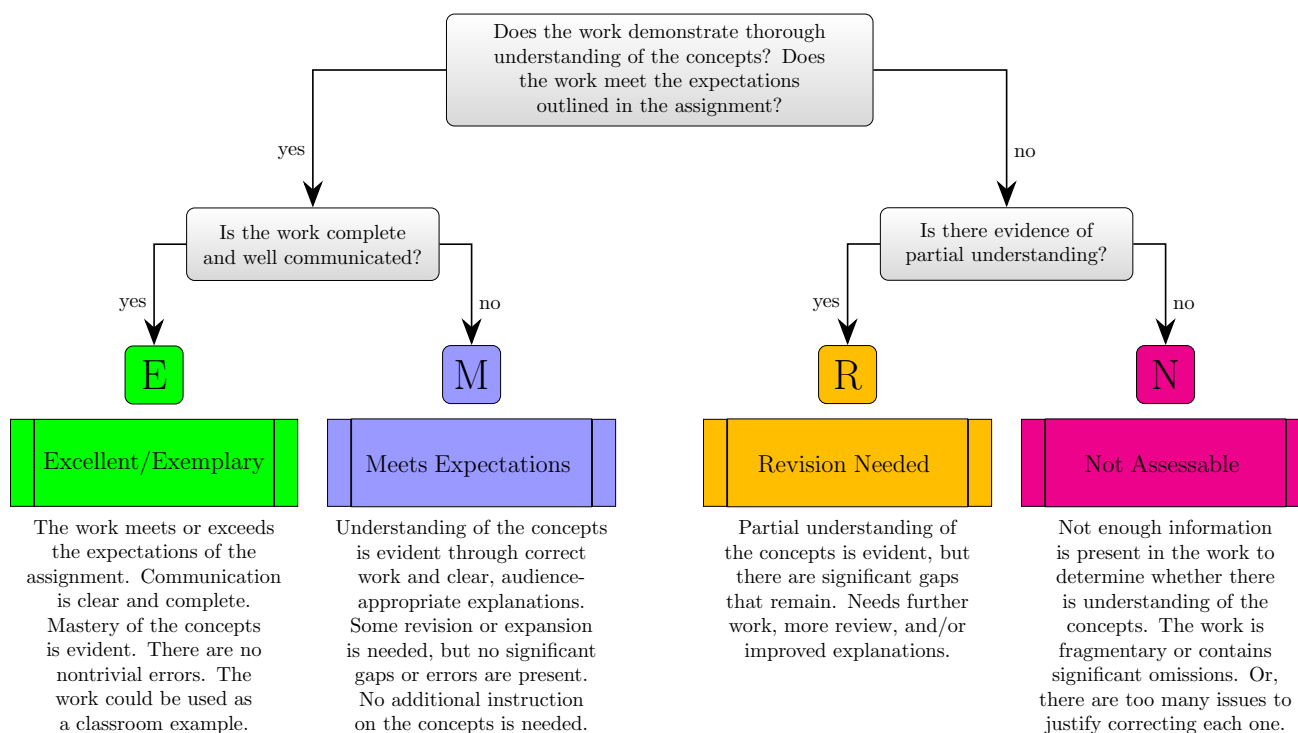 Does the work demonstrate thorough
understanding of the concepts? Does
the work meet the expectations
outlined in the assignment?
yes
no
Is the work complete
and well communicated?
Is there evidence of
partial understanding?
yes
no
yes
no
E
M
R
N
Excellent/Exemplary
Meets Expectations
Revision Needed
Not Assessable
The work meets or exceeds
the expectations of the
assignment. Communication
is clear and complete.
Mastery of the concepts
is evident. There are no
nontrivial errors. The
work could be used as
a classroom example.
Understanding of the concepts
is evident through correct
work and clear, audience-
appropriate explanations.
Some revision or expansion
is needed, but no significant
gaps or errors are present.
No additional instruction
on the concepts is needed.
Partial understanding of
the concepts is evident, but
there are significant gaps
that remain. Needs further
work, more review, and/or
improved explanations.
Not enough information
is present in the work to
determine whether there
is understanding of the
concepts. The work is
fragmentary or contains
significant omissions. Or,
there are too many issues to
justify correcting each one.